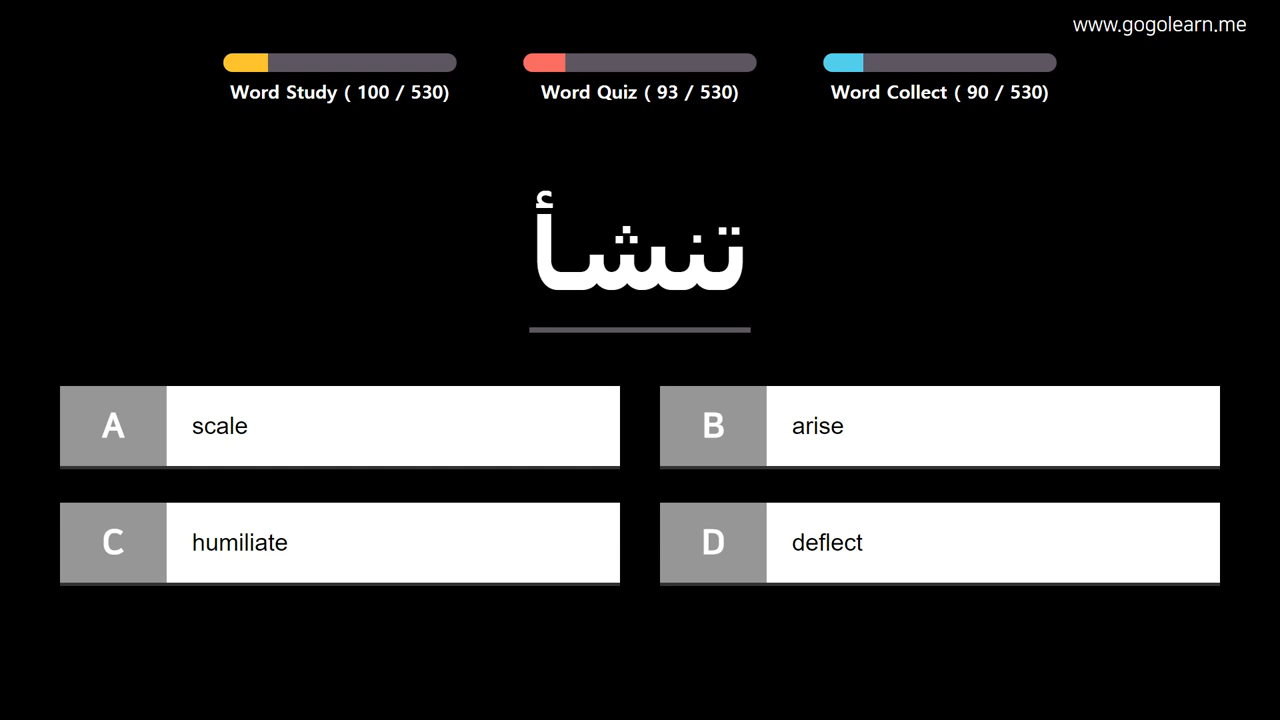 www.gogolearn.me
Word Study ( 100 / 530)
Word Quiz ( 93 / 530)
Word Collect ( 90 / 530)
تنشأ
A scale
B arise
C humiliate
D deflect